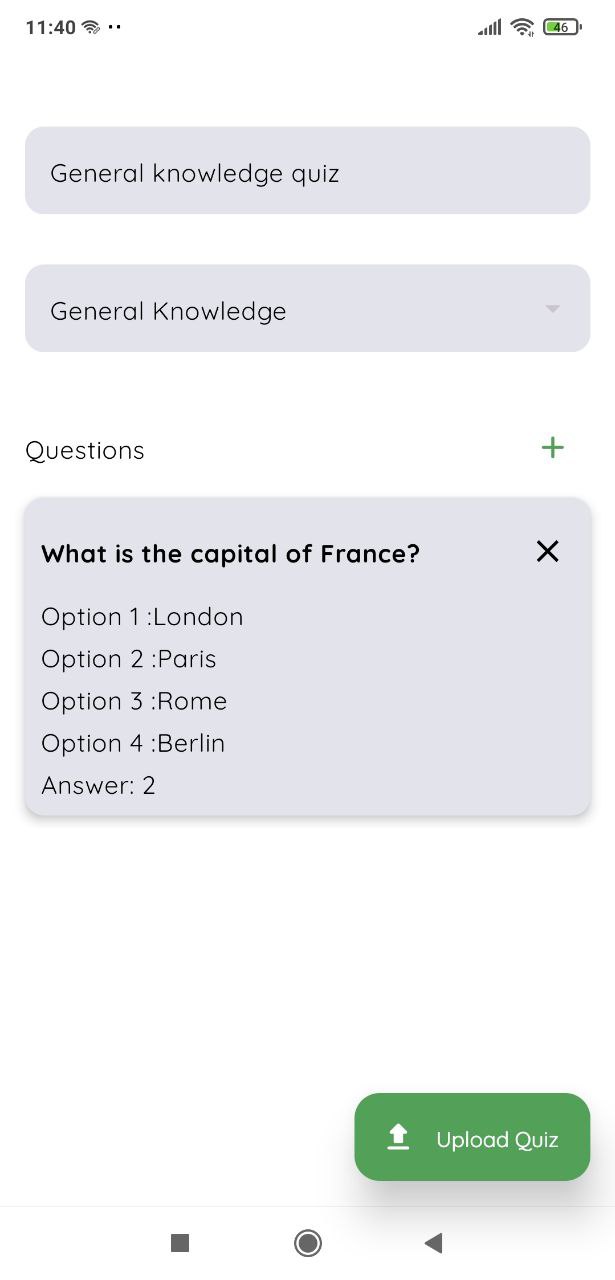 11:40
46
General knowledge quiz
General Knowledge
Questions
What is the capital of France?
Option 1 :London
Option 2 :Paris
Option 3 :Rome
Option 4 :Berlin
Answer: 2
Upload Quiz